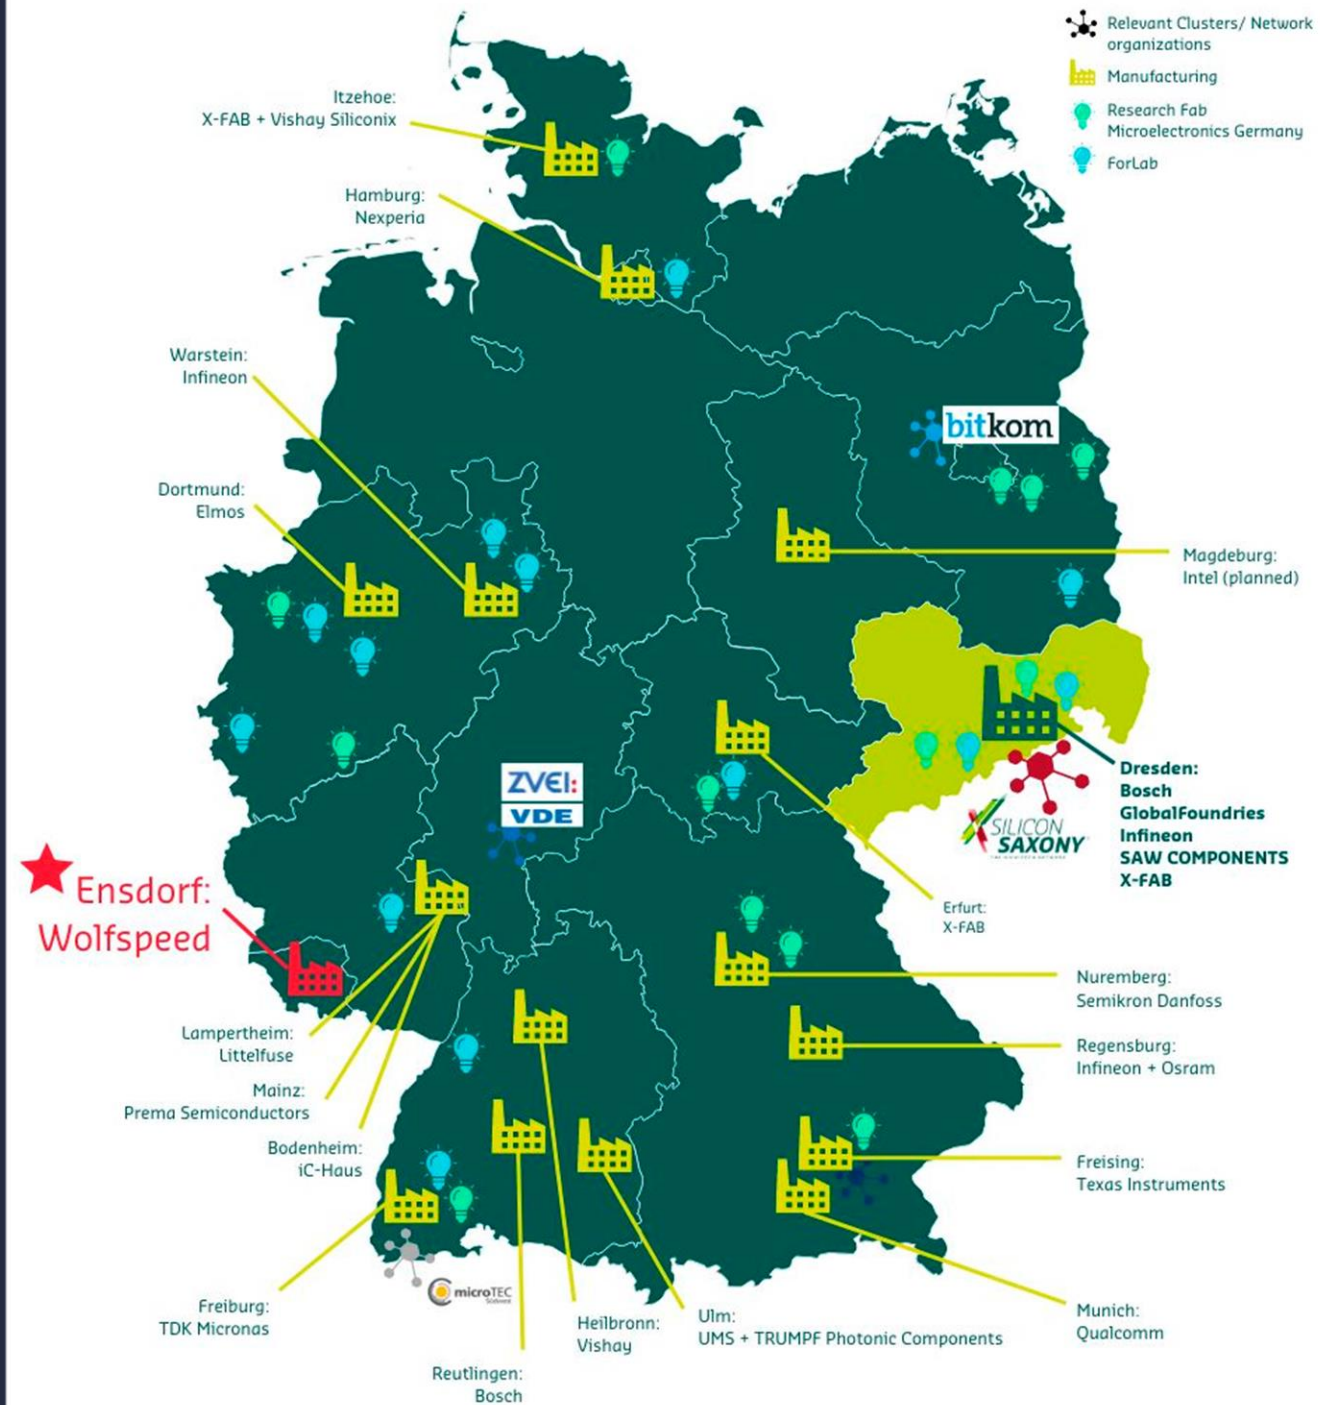 Relevant Clusters/ Network
organizations
Manufacturing
Research Fab
Microelectronics Germany
ForLab
Itzehoe:
X-FAB + Vishay Siliconix
Hamburg:
Nexperia
Warstein:
Infineon
bitkom
Dortmund:
Elmos
Magdeburg:
Intel (planned)
ZVEI:
VDE
Dresden:
Bosch
GlobalFoundries
Infineon
SAW COMPONENTS
X-FAB
SILICON
SAXONY
Ensdorf:
Wolfspeed
Erfurt:
X-FAB
Nuremberg:
Semikron Danfoss
Lampertheim:
Littelfuse
Regensburg:
Infineon + Osram
Mainz:
Prema Semiconductors
Bodenheim:
iC-Haus
Freising:
Texas Instruments
microTEC
Südwest
Freiburg:
TDK Micronas
Heilbronn:
Vishay
Ulm:
UMS + TRUMPF Photonic Components
Munich:
Qualcomm
Reutlingen:
Bosch